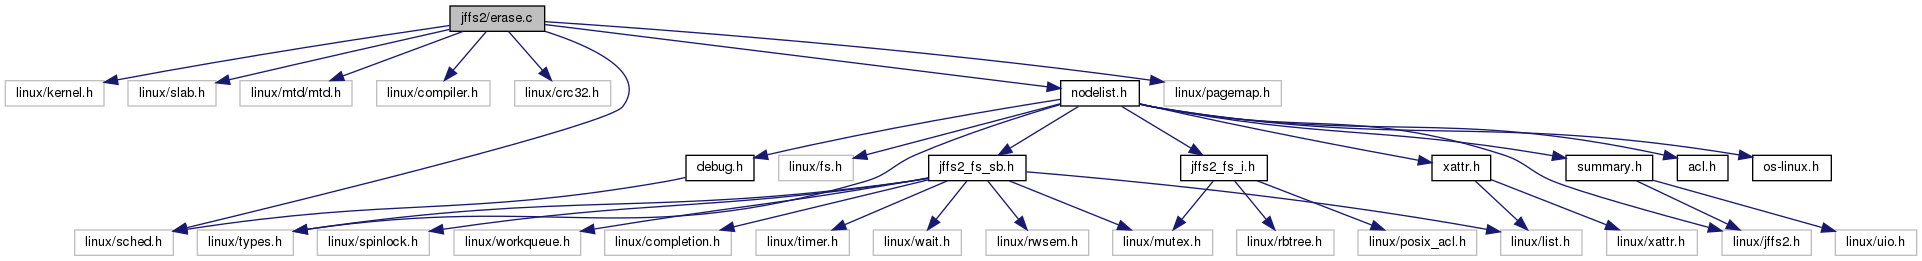 jffs2/erase.c
linux/kernel.h
linux/slab.h
linux/mtd/mtd.h
linux/compiler.h
linux/crc32.h
nodelist.h
linux/pagemap.h
debug.h
linux/fs.h
jffs2_fs_sb.h
jffs2_fs_i.h
xattr.h
summary.h
acl.h
os-linux.h
linux/sched.h
linux/types.h
linux/spinlock.h
linux/workqueue.h
linux/completion.h
linux/timer.h
linux/wait.h
linux/rwsem.h
linux/mutex.h
linux/rbtree.h
linux/posix_acl.h
linux/list.h
linux/xattr.h
linux/jffs2.h
linux/uio.h